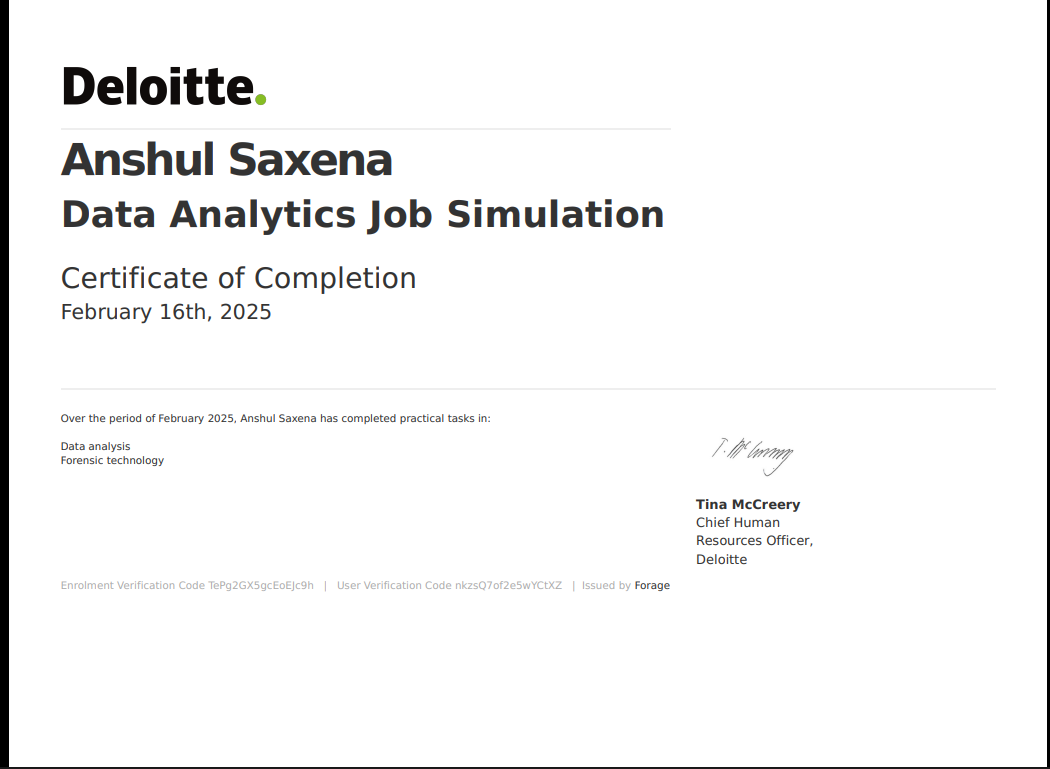 Deloitte.
Anshul Saxena
Data Analytics Job Simulation
Certificate of Completion
February 16th, 2025
Over the period of February 2025, Anshul Saxena has completed practical tasks in:
Data analysis
Forensic technology
T. McCreery
Tina McCreery
Chief Human
Resources Officer,
Deloitte
Enrolment Verification Code TePg2GX5gcEoEJc9h | User Verification Code nkzsQ7of2e5wYCtXZ | Issued by Forage